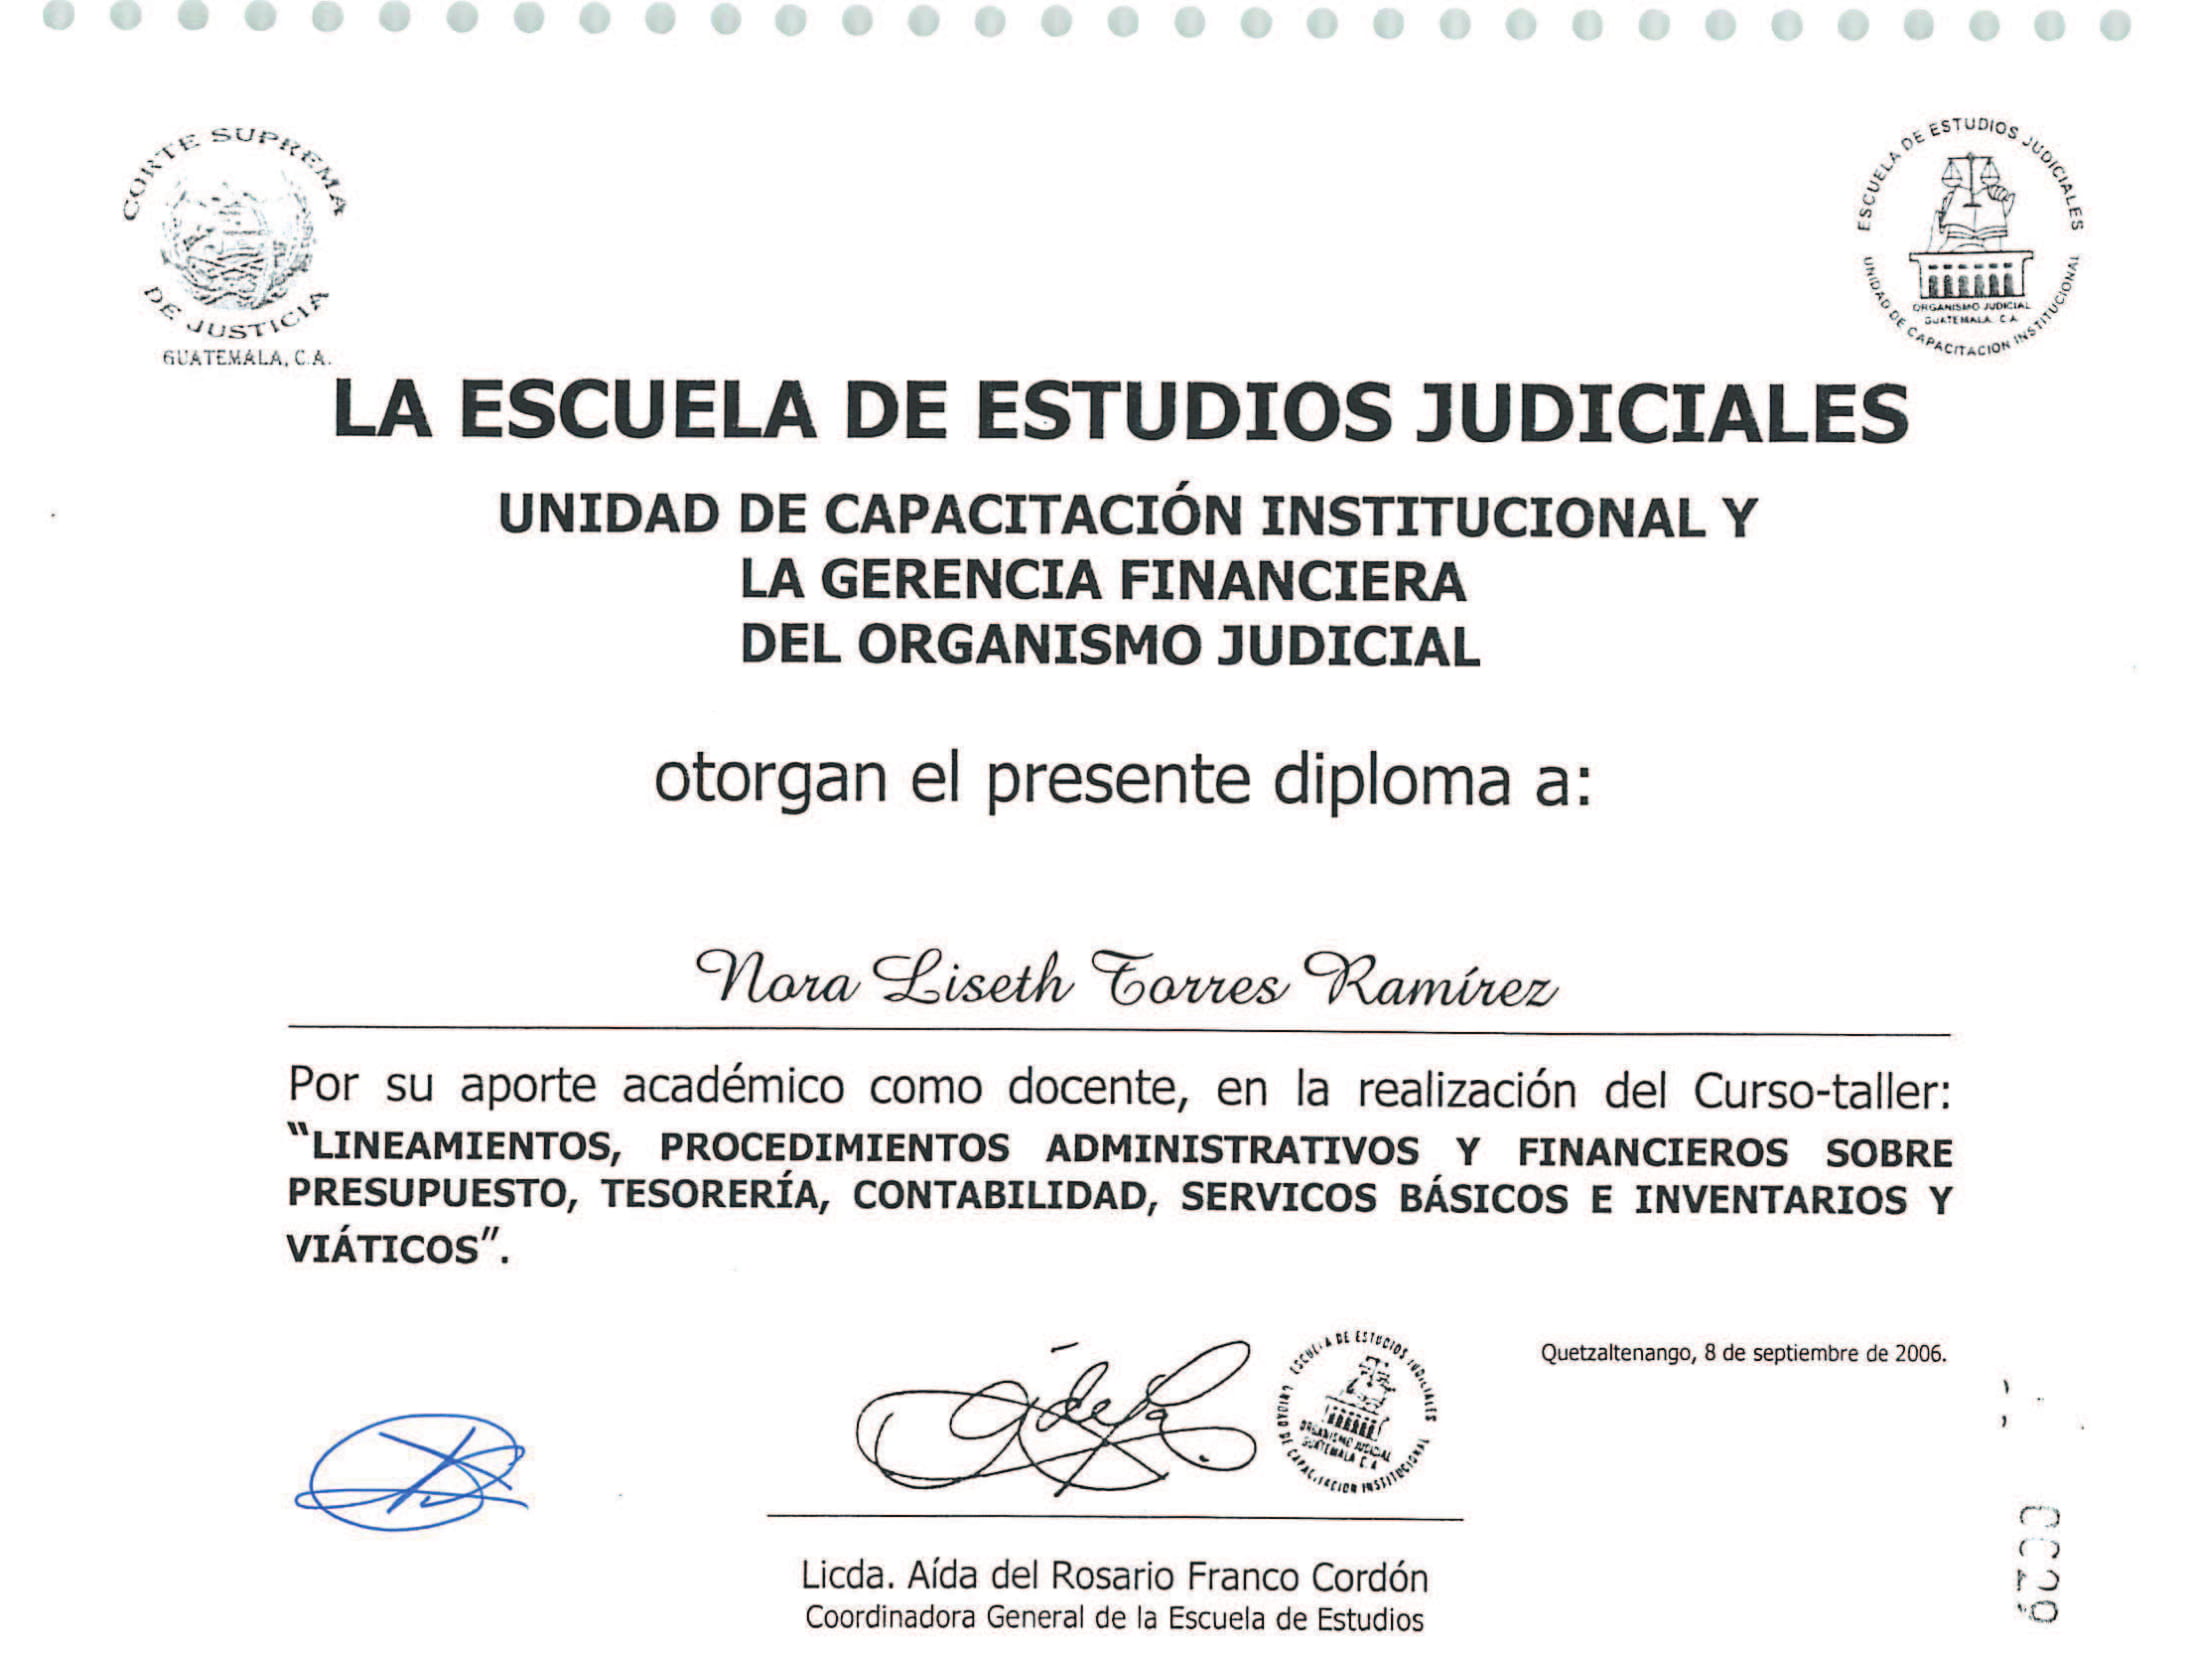 CORTE SUPREMA
DE JUSTICIA
GUATEMALA, C.A.
ESCUELA DE ESTUDIOS JUDICIALES
UNIDAD DE CAPACITACION INSTITUCIONAL
ORGANISMO JUDICIAL
GUATEMALA. C.A
LA ESCUELA DE ESTUDIOS JUDICIALES
UNIDAD DE CAPACITACIÓN INSTITUCIONAL Y
LA GERENCIA FINANCIERA
DEL ORGANISMO JUDICIAL
otorgan el presente diploma a:
Nora Liseth Torres Ramírez
Por su aporte académico como docente, en la realización del Curso-taller:
"LINEAMIENTOS, PROCEDIMIENTOS ADMINISTRATIVOS Y FINANCIEROS SOBRE
PRESUPUESTO, TESORERÍA, CONTABILIDAD, SERVICOS BÁSICOS E INVENTARIOS Y
VIÁTICOS".
Quetzaltenango, 8 de septiembre de 2006.
ESCUELA DE ESTUDIOS JUDICIALES
UNIDAD DE CAPACITACION INSTITUCIONAL
ORGANISMO JUDICIAL
GUATEMALA C.A
Licda. Aída del Rosario Franco Cordón
Coordinadora General de la Escuela de Estudios